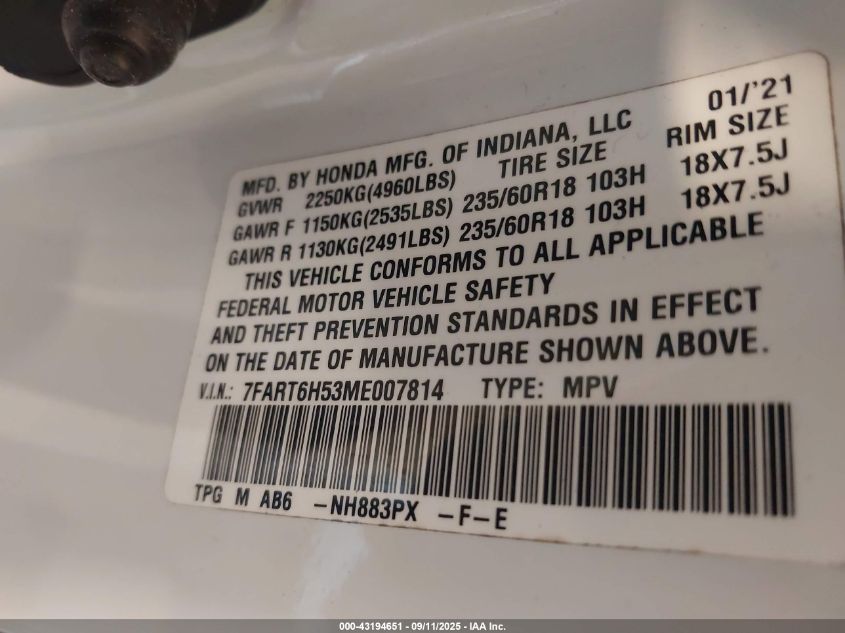 01/'21
MFD. BY HONDA MFG. OF INDIANA, LLC
GVWR 2250KG(4960LBS) TIRE SIZE RIM SIZE
GAWR F 1150KG(2535LBS) 235/60R18 103H 18X7.5J
GAWR R 1130KG(2491LBS) 235/60R18 103H 18X7.5J
THIS VEHICLE CONFORMS TO ALL APPLICABLE
FEDERAL MOTOR VEHICLE SAFETY
AND THEFT PREVENTION STANDARDS IN EFFECT
ON THE DATE OF MANUFACTURE SHOWN ABOVE.
V.I.N.: 7FART6H53ME007814 TYPE: MPV
TPG M AB6 -NH883PX -F-E
000-43194651 - 09/11/2025 - IAA Inc.